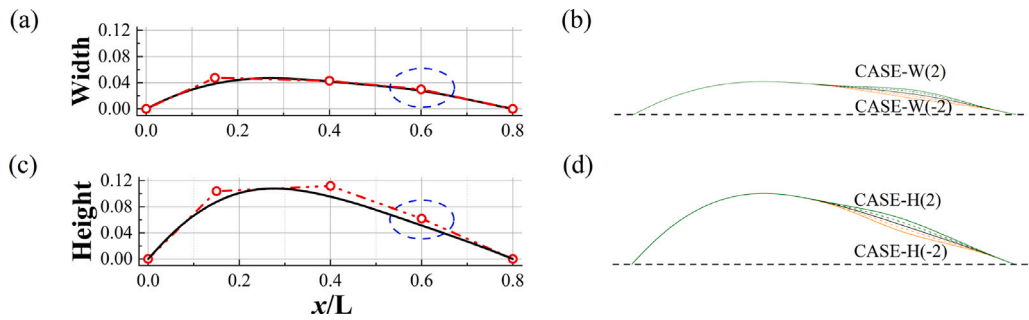 (a)
Width
0.12
0.08
0.04
0.00
0.0 0.2 0.4 0.6 0.8
(b)
CASE-W(2)
CASE-W(-2)
(c)
Height
0.12
0.08
0.04
0.00
0.0 0.2 0.4 0.6 0.8
x/L
(d)
CASE-H(2)
CASE-H(-2)